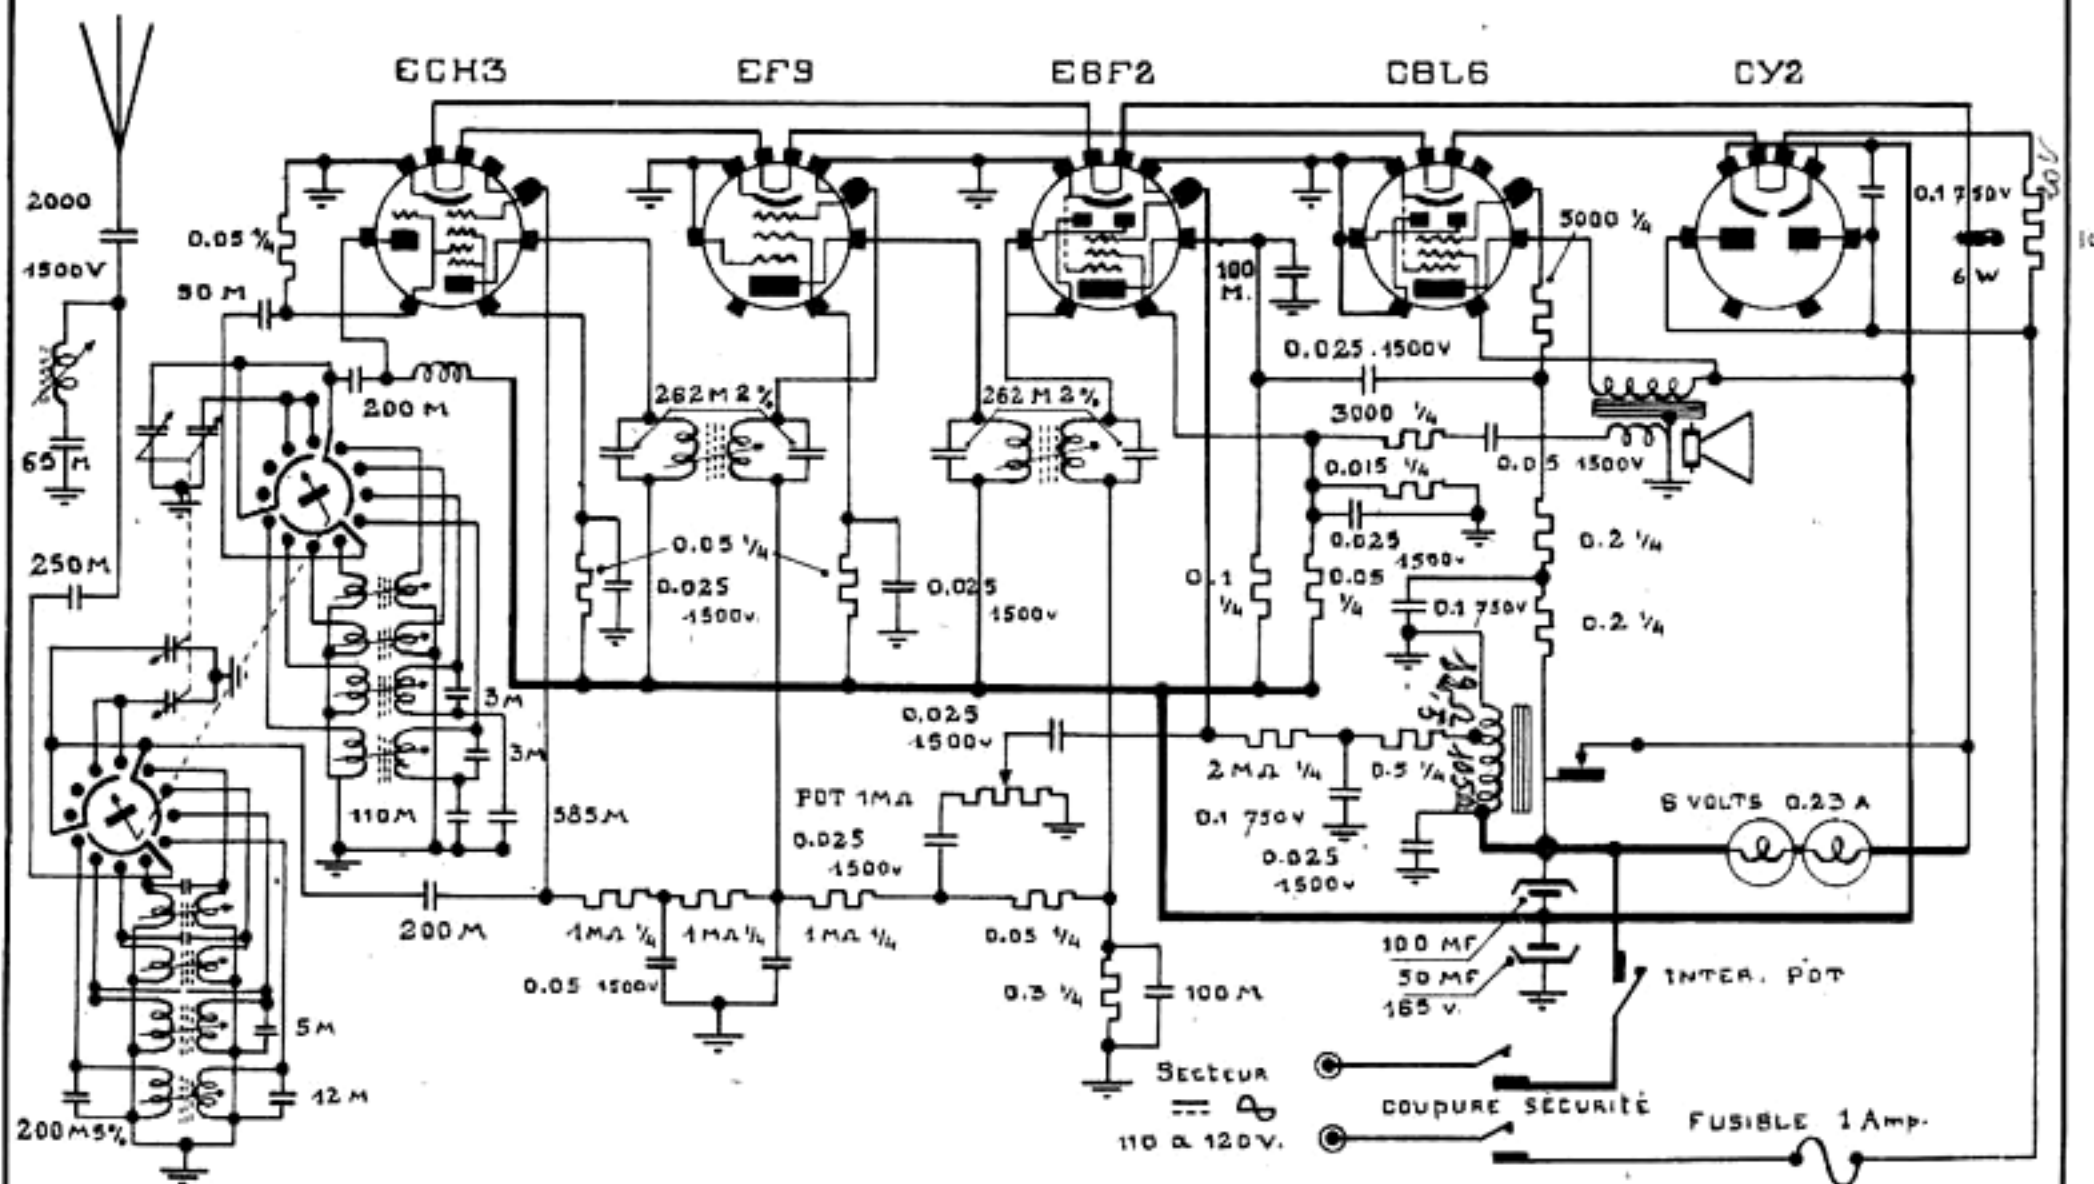 ECH3
EF9
EBF2
CBL6
CY2
2000
1500V
0.05 ¼
50 M
200 M
65 M
250 M
262 M 2%
262 M 2%
100
M.
5000 ¼
0.025 . 1500V
3000 ¼
0.015 1500V
0.015 ¼
0.025
1500v
0.1 750V
6 W
0.05 ¼
0.025
1500v.
0.025
1500v
0.1
¼
0.05
¼
0.2 ¼
0.1 750V
0.2 ¼
3 M
3M
110 M
585 M
0.025
1500v
POT 1MΩ
0.025
1500v
2 MΩ ¼
0.5 ¼
0.1 750V
0.025
1500v
6 VOLTS 0.23 A
200 M
1MΩ ¼
1MΩ ¼
1MΩ ¼
0.05 ¼
0.05 1500V
0.3 ¼
100 M
100 MF
50 MF
165 V.
INTER. POT
5 M
12 M
200 M 5%
SECTEUR
110 a 120V.
COUPURE SÉCURITÉ
FUSIBLE 1 Amp.